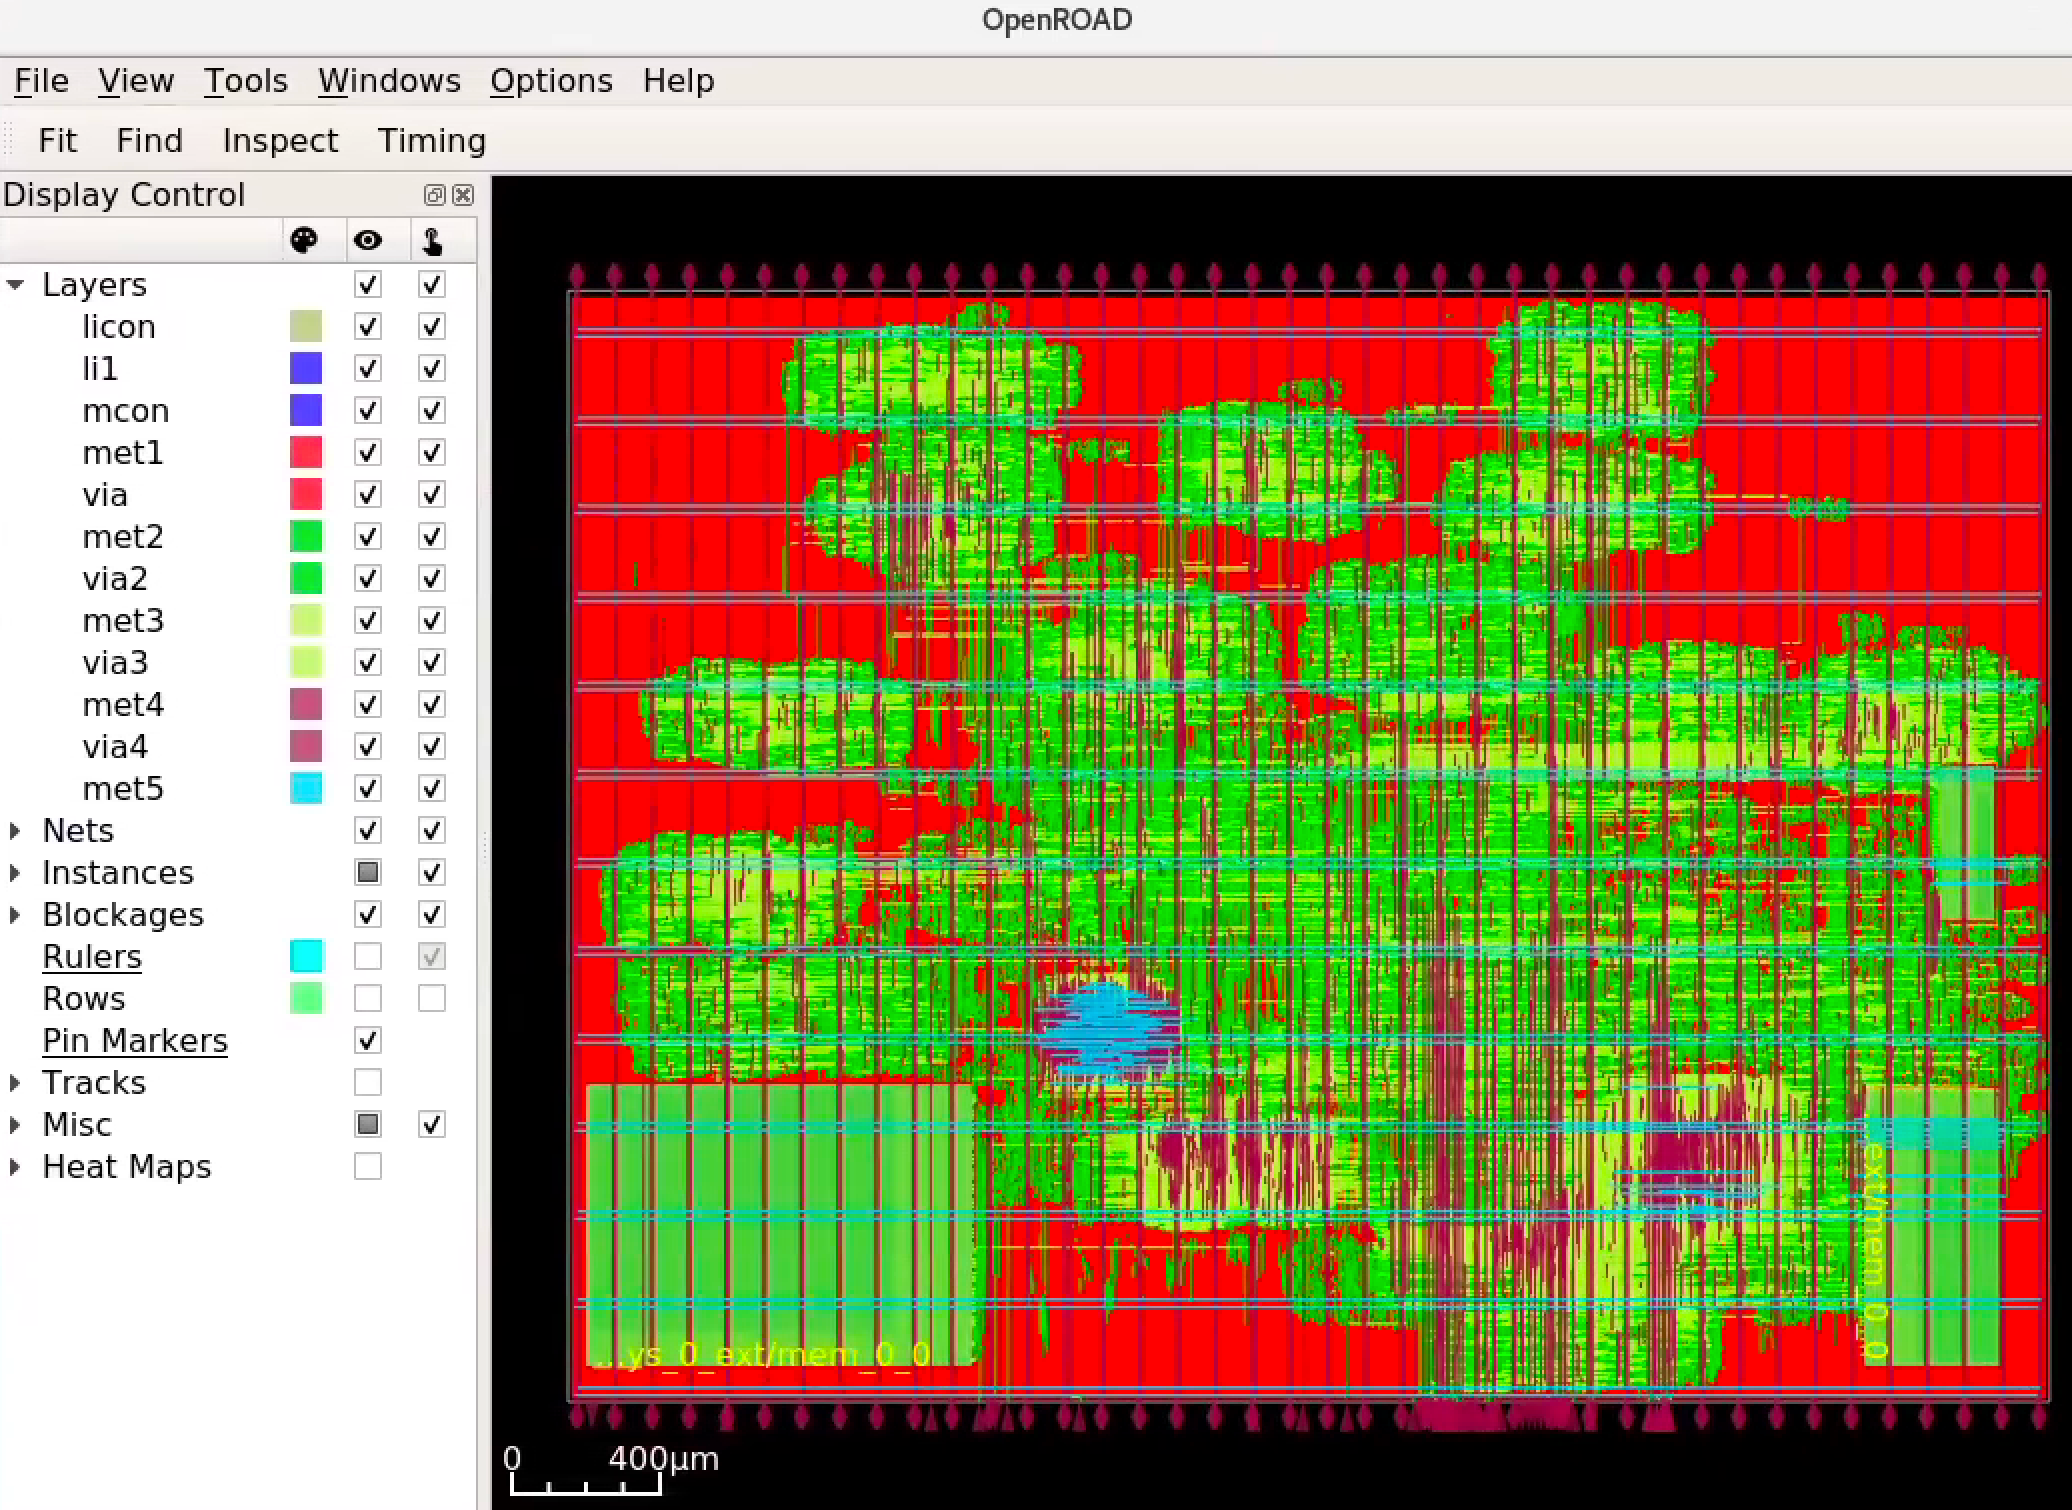 OpenROAD
File View Tools Windows Options Help
Fit Find Inspect Timing
Display Control
Layers
licon
li1
mcon
met1
via
met2
via2
met3
via3
met4
via4
met5
Nets
Instances
Blockages
Rulers
Rows
Pin Markers
Tracks
Misc
Heat Maps
...ys_0_ext/mem_0_0
ext/mem_0_0
0 400μm